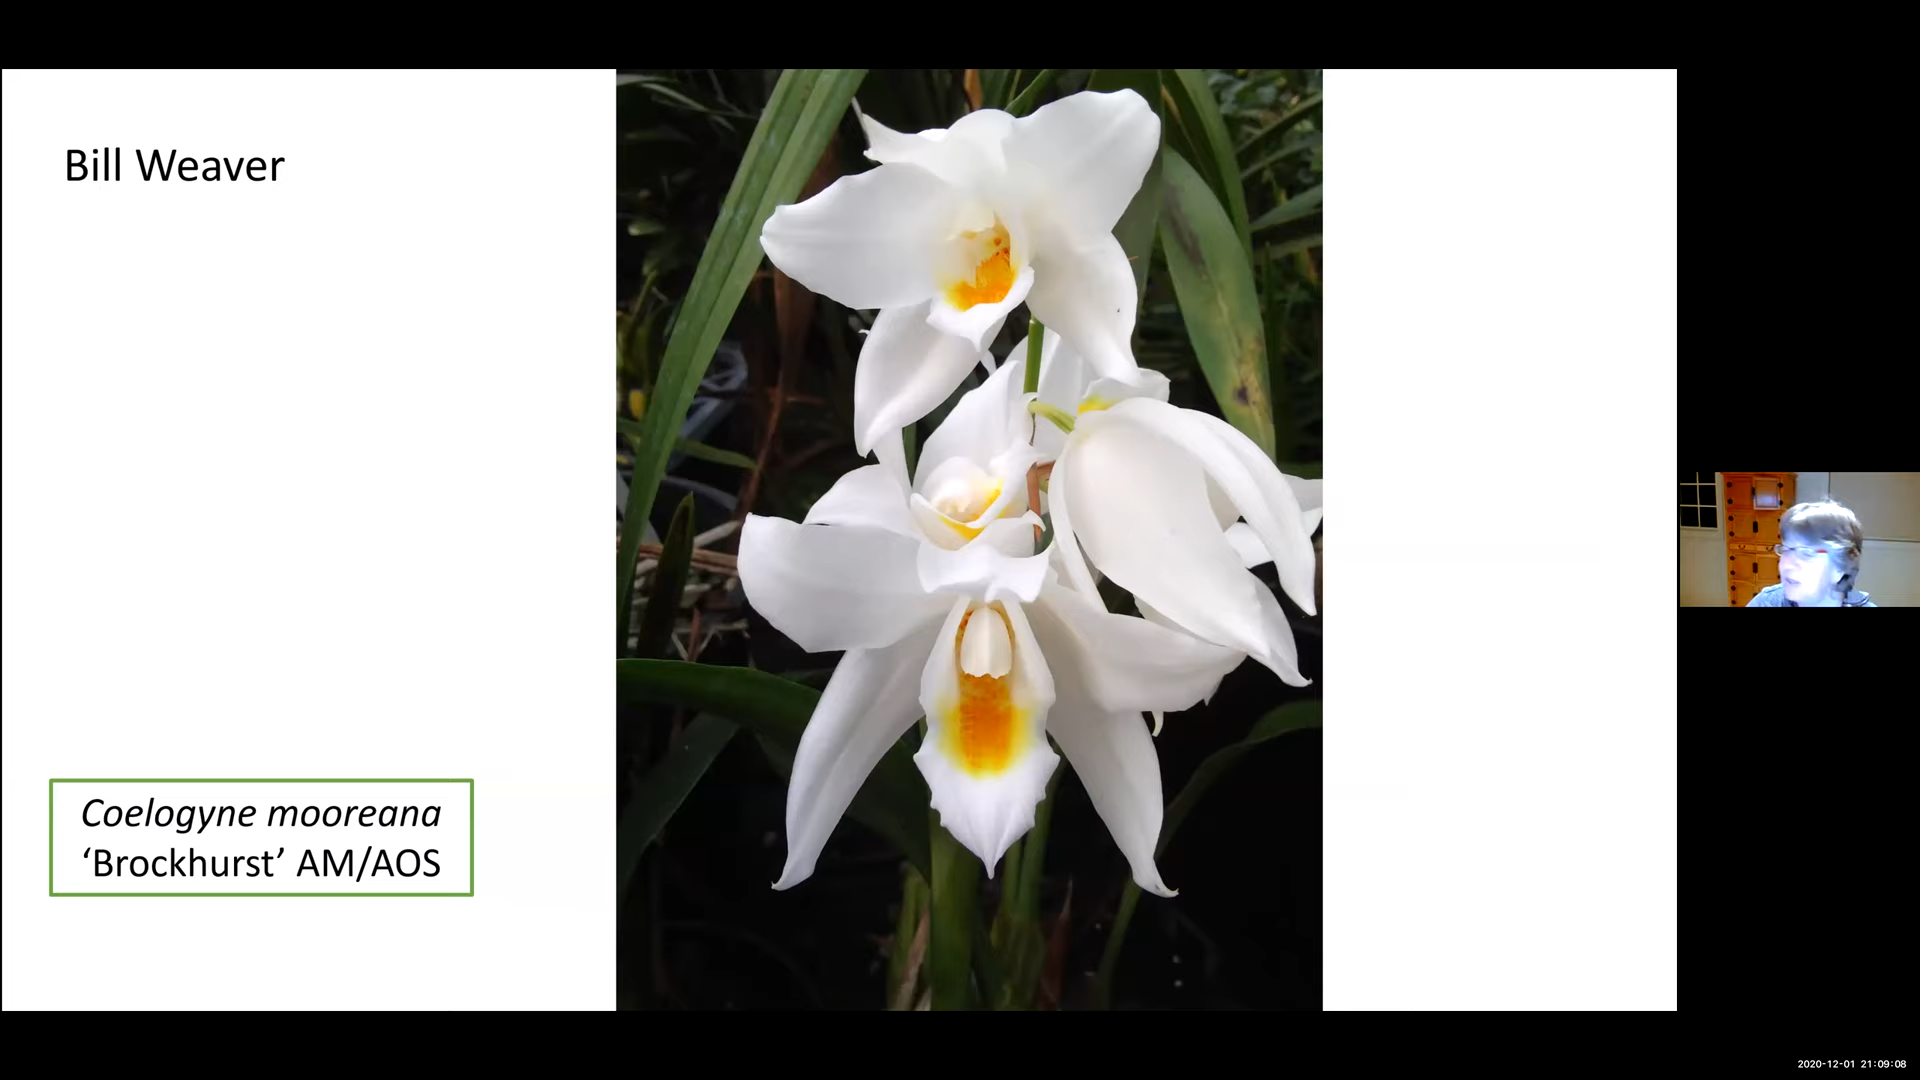 Bill Weaver
Coelogyne mooreana
‘Brockhurst’ AM/AOS
2020-12-01 21:09:08